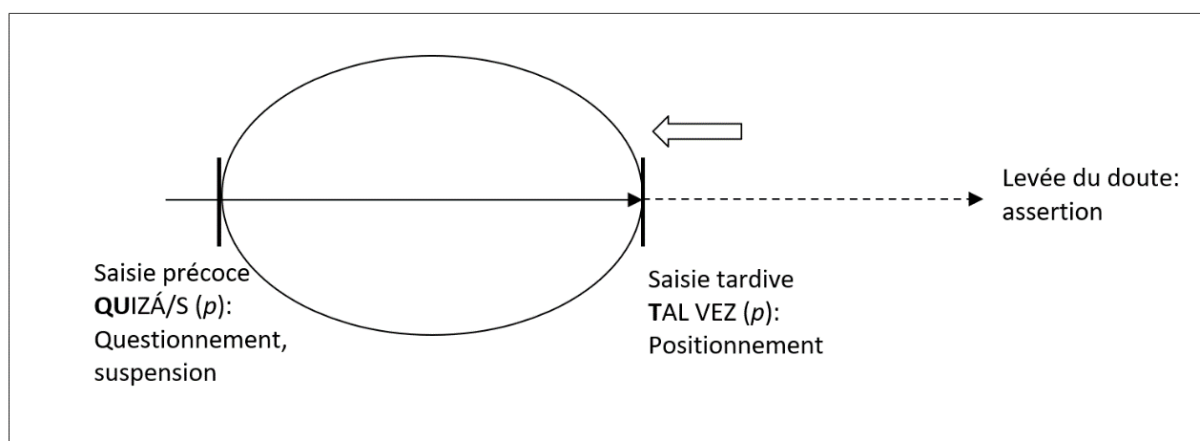 Levée du doute:
assertion
Saisie précoce
QUIZÁ/S (p):
Questionnement,
suspension
Saisie tardive
TAL VEZ (p):
Positionnement